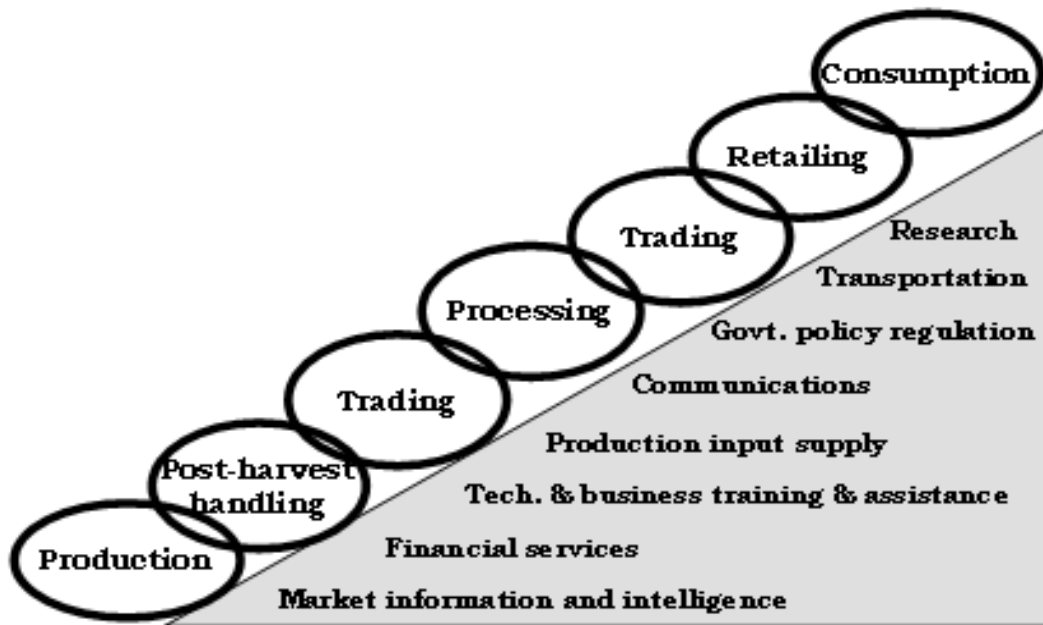 Consumption
Retailing
Trading
Processing
Trading
Post-harvest
handling
Production
Research
Transportation
Govt. policy regulation
Communications
Production input supply
Tech. & business training & assistance
Financial services
Market information and intelligence